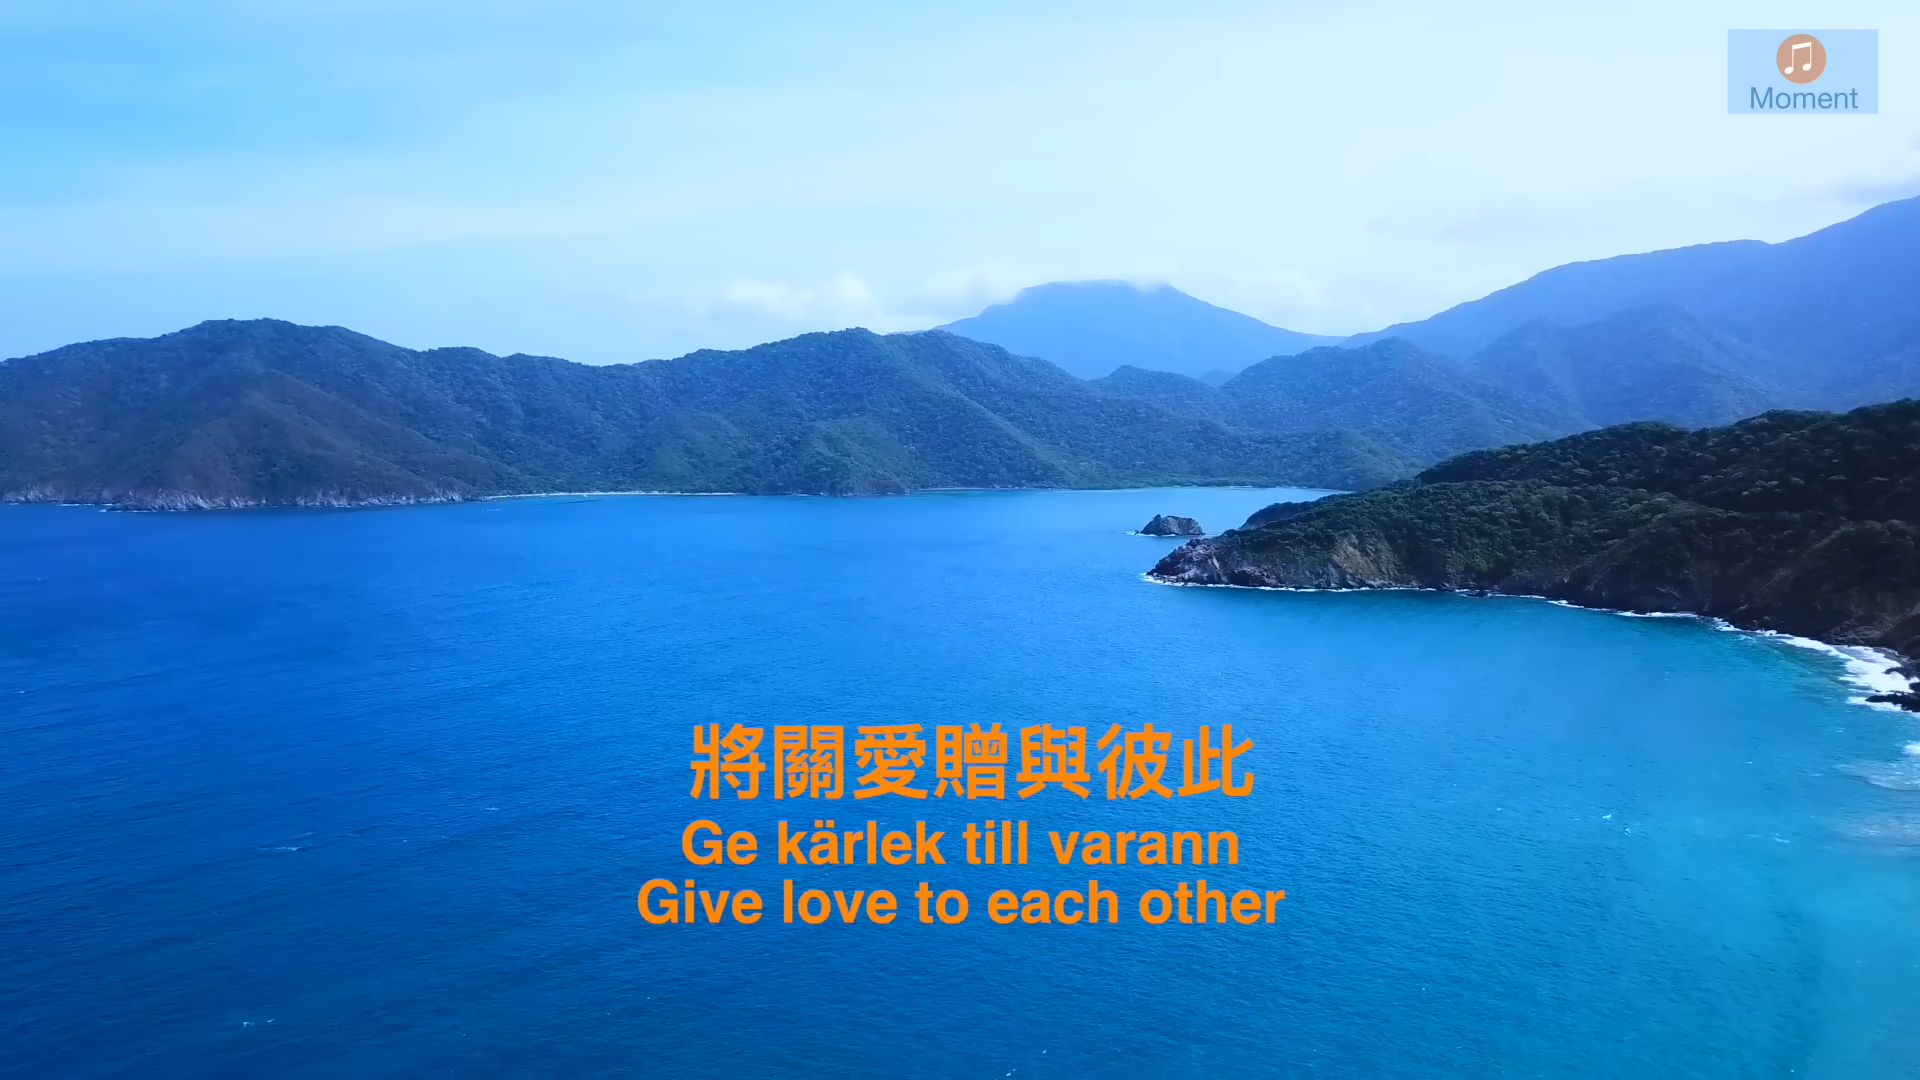 Moment
將關愛贈與彼此
Ge kärlek till varann
Give love to each other